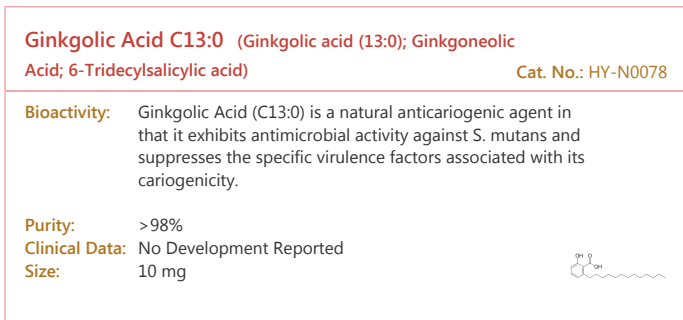 Ginkgolic Acid C13:0 (Ginkgolic acid (13:0); Ginkgoneolic
Acid; 6-Tridecylsalicylic acid)
Cat. No.: HY-N0078
Bioactivity: Ginkgolic Acid (C13:0) is a natural anticariogenic agent in
that it exhibits antimicrobial activity against S. mutans and
suppresses the specific virulence factors associated with its
cariogenicity.
Purity: >98%
Clinical Data: No Development Reported
Size: 10 mg
OH O
OH